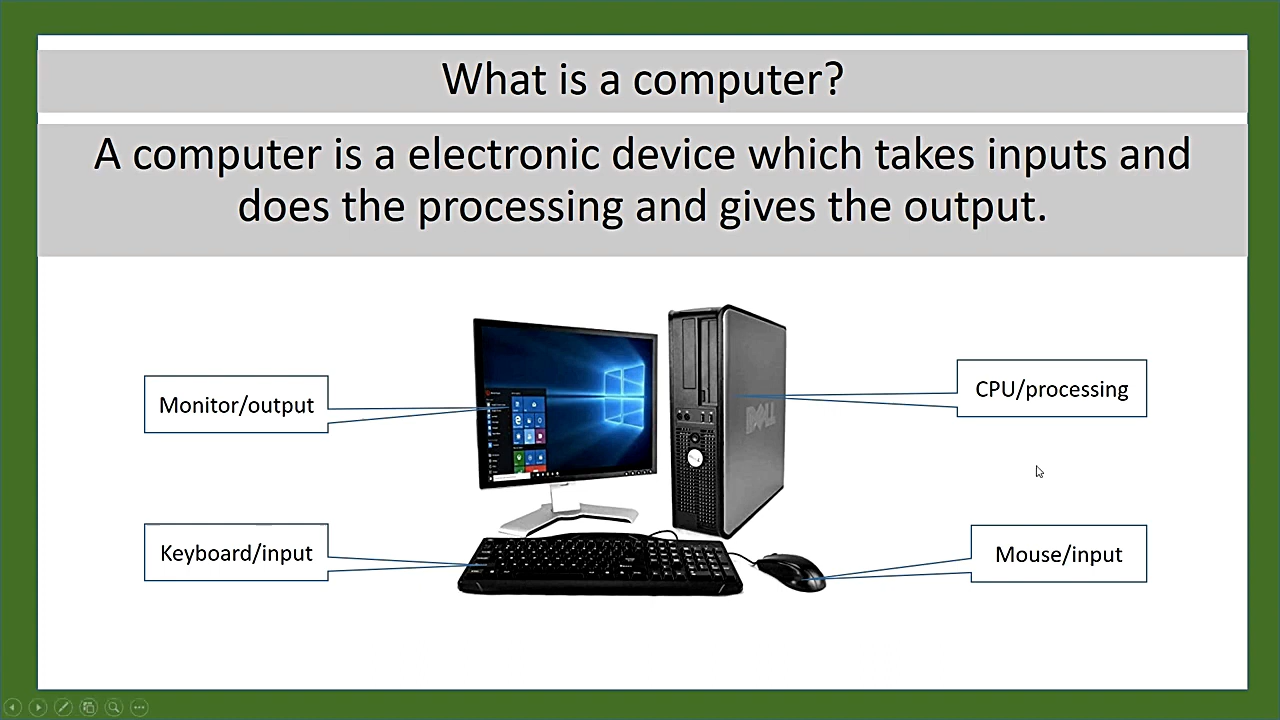 What is a computer?
A computer is a electronic device which takes inputs and
does the processing and gives the output.
Monitor/output
CPU/processing
DELL
Keyboard/input
Mouse/input